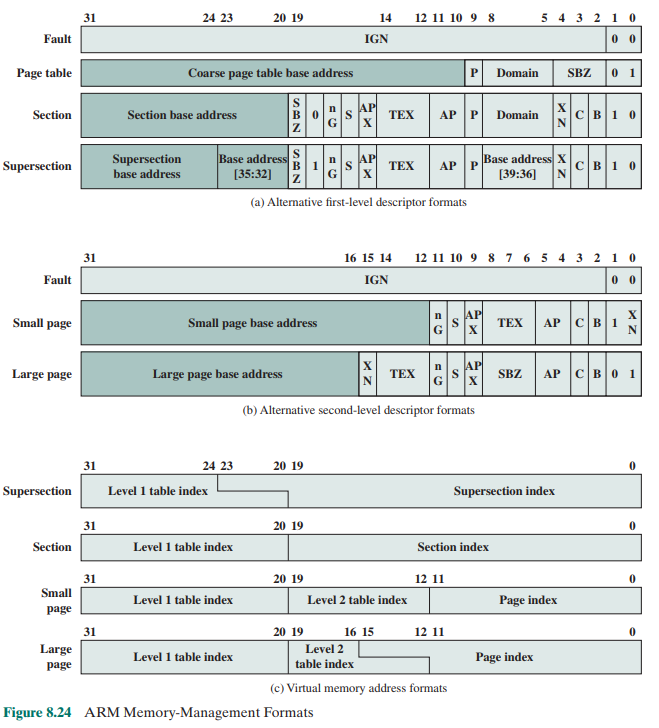 31 24 23 20 19 14 12 11 10 9 8 5 4 3 2 1 0
Fault IGN 0 0
Page table Coarse page table base address P Domain SBZ 0 1
Section Section base address SBZ 0 nG S APX TEX AP P Domain XN C B 1 0
Supersection Supersection base address Base address [35:32] SBZ 1 nG S APX TEX AP P Base address [39:36] XN C B 1 0
(a) Alternative first-level descriptor formats
31 16 15 14 12 11 10 9 8 7 6 5 4 3 2 1 0
Fault IGN 0 0
Small page Small page base address nG S APX TEX AP C B 1 XN
Large page Large page base address XN TEX nG S APX SBZ AP C B 0 1
(b) Alternative second-level descriptor formats
31 24 23 20 19 0
Supersection Level 1 table index Supersection index
31 20 19 0
Section Level 1 table index Section index
31 20 19 12 11 0
Small page Level 1 table index Level 2 table index Page index
31 20 19 16 15 12 11 0
Large page Level 1 table index Level 2 table index Page index
(c) Virtual memory address formats
Figure 8.24 ARM Memory-Management Formats